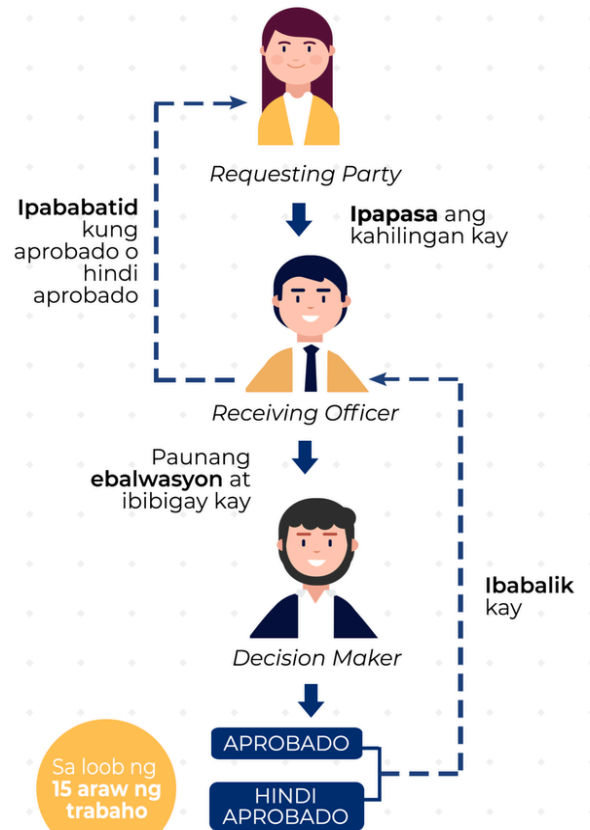 Requesting Party
Ipapasa ang
kahilingan kay
Ipababatid
kung
aprobado o
hindi
aprobado
Receiving Officer
Paunang
ebalwasyon at
ibibigay kay
Decision Maker
Ibabalik
kay
APROBADO
HINDI
APROBADO
Sa loob ng
15 araw ng
trabaho